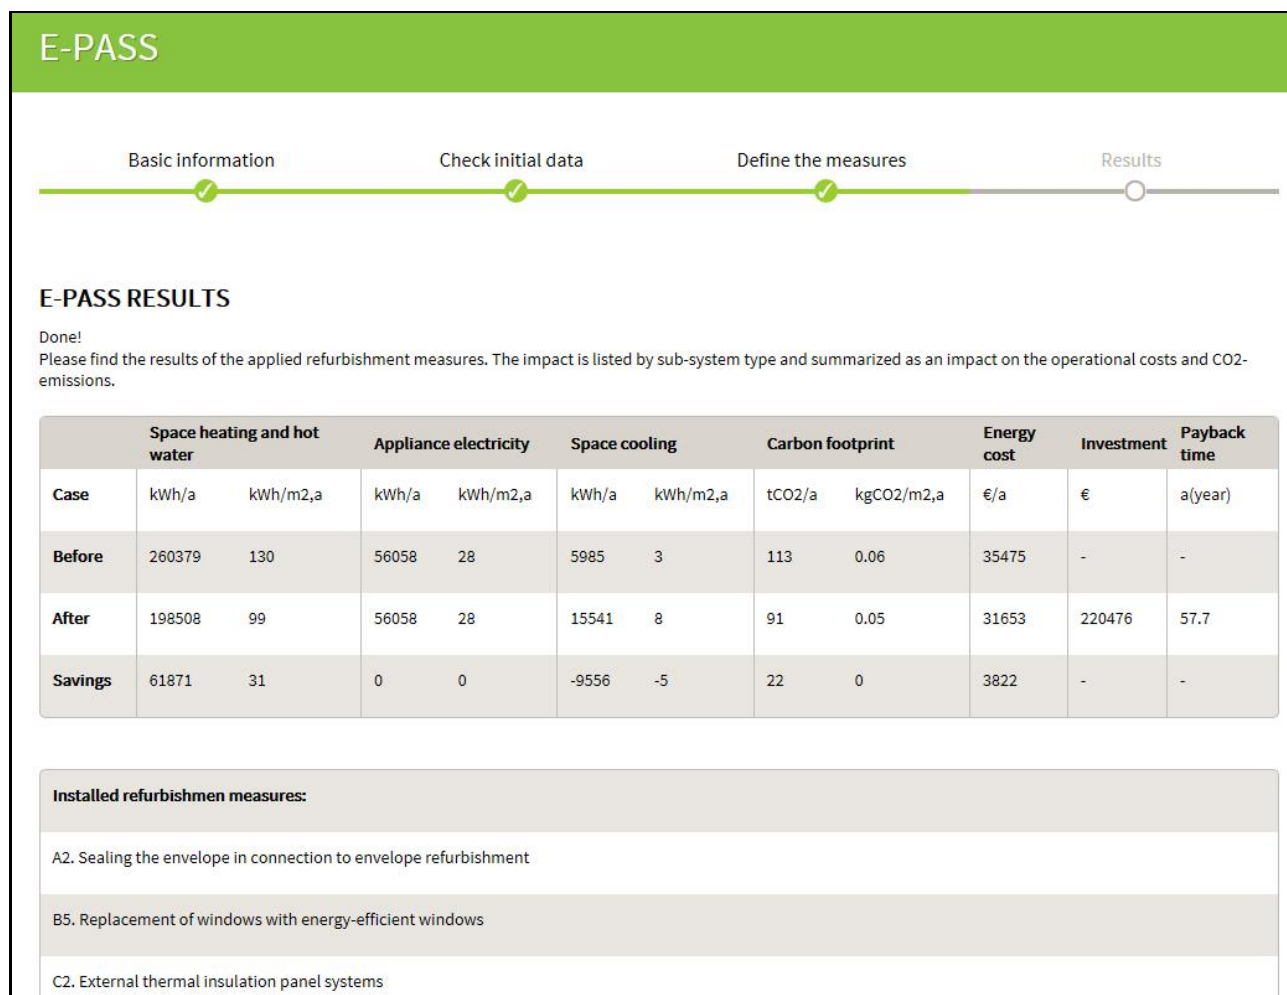 E-PASS
Basic information Check initial data Define the measures Results
E-PASS RESULTS
Done!
Please find the results of the applied refurbishment measures. The impact is listed by sub-system type and summarized as an impact on the operational costs and CO2-
emissions.
Space heating and hot water Appliance electricity Space cooling Carbon footprint Energy cost Investment Payback time
Case kWh/a kWh/m2,a kWh/a kWh/m2,a kWh/a kWh/m2,a tCO2/a kgCO2/m2,a €/a € a(year)
Before 260379 130 56058 28 5985 3 113 0.06 35475 - -
After 198508 99 56058 28 15541 8 91 0.05 31653 220476 57.7
Savings 61871 31 0 0 -9556 -5 22 0 3822 - -
Installed refurbishmen measures:
A2. Sealing the envelope in connection to envelope refurbishment
B5. Replacement of windows with energy-efficient windows
C2. External thermal insulation panel systems